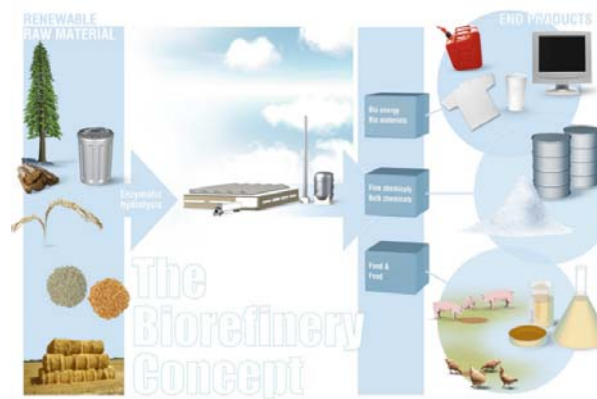 RENEWABLE
RAW MATERIAL
END PRODUCTS
Enzymatic
hydrolysis
Bio energy
Bio materials
Fine chemicals
Bulk chemicals
Food &
Feed
The
Biorefinery
Concept